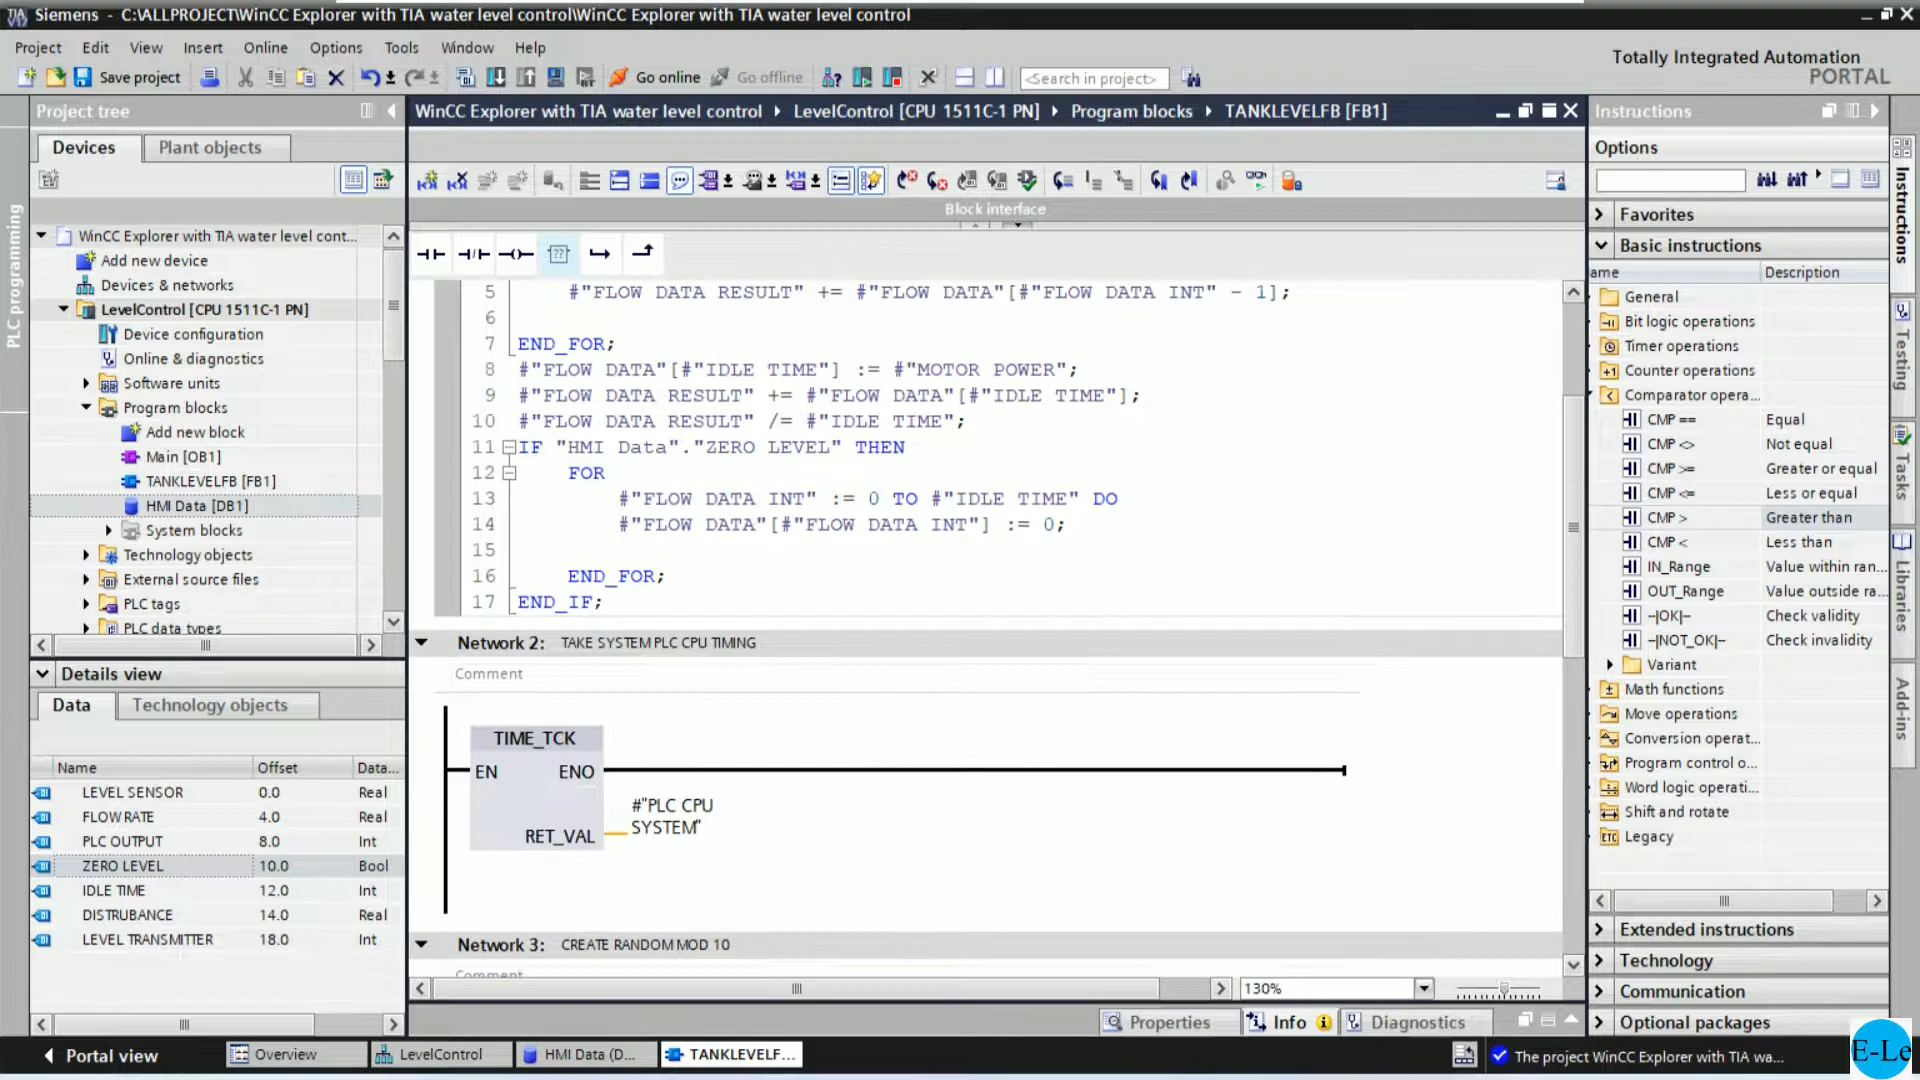 Siemens - C:\ALLPROJECT\WinCC Explorer with TIA water level control\WinCC Explorer with TIA water level control
Project Edit View Insert Online Options Tools Window Help
Totally Integrated Automation
PORTAL
Save project
Go online
Go offline
<Search in project>
Project tree
WinCC Explorer with TIA water level control
LevelControl [CPU 1511C-1 PN]
Program blocks
TANKLEVELFB [FB1]
Instructions
Devices
Plant objects
Options
Block interface
PLC programming
WinCC Explorer with TIA water level cont...
Add new device
Devices & networks
LevelControl [CPU 1511C-1 PN]
Device configuration
Online & diagnostics
Software units
Program blocks
Add new block
Main [OB1]
TANKLEVELFB [FB1]
HMI Data [DB1]
System blocks
Technology objects
External source files
PLC tags
PLC data types
Details view
Data
Technology objects
Name Offset Data...
LEVEL SENSOR 0.0 Real
FLOW RATE 4.0 Real
PLC OUTPUT 8.0 Int
ZERO LEVEL 10.0 Bool
IDLE TIME 12.0 Int
DISTRUBANCE 14.0 Real
LEVEL TRANSMITTER 18.0 Int
5 #"FLOW DATA RESULT" += #"FLOW DATA"[#"FLOW DATA INT" - 1];
6
7 END_FOR;
8 #"FLOW DATA"[#"IDLE TIME"] := #"MOTOR POWER";
9 #"FLOW DATA RESULT" += #"FLOW DATA"[#"IDLE TIME"];
10 #"FLOW DATA RESULT" /= #"IDLE TIME";
11 IF "HMI Data"."ZERO LEVEL" THEN
12 FOR
13 #"FLOW DATA INT" := 0 TO #"IDLE TIME" DO
14 #"FLOW DATA"[#"FLOW DATA INT"] := 0;
15
16 END_FOR;
17 END_IF;
Network 2: TAKE SYSTEM PLC CPU TIMING
Comment
TIME_TCK
EN ENO
RET_VAL
#"PLC CPU
SYSTEM"
Network 3: CREATE RANDOM MOD 10
Comment
130%
Properties
Info
Diagnostics
Favorites
Basic instructions
ame Description
General
Bit logic operations
Timer operations
Counter operations
Comparator opera...
CMP == Equal
CMP <> Not equal
CMP >= Greater or equal
CMP <= Less or equal
CMP > Greater than
CMP < Less than
IN_Range Value within ran...
OUT_Range Value outside ra...
--|OK|-- Check validity
--|NOT_OK|-- Check invalidity
Variant
Math functions
Move operations
Conversion operat...
Program control o...
Word logic operati...
Shift and rotate
Legacy
Extended instructions
Technology
Communication
Optional packages
Instructions
Testing
Tasks
Libraries
Add-ins
Portal view
Overview
LevelControl
HMI Data (D...
TANKLEVELF...
The project WinCC Explorer with TIA wa...
E-Le